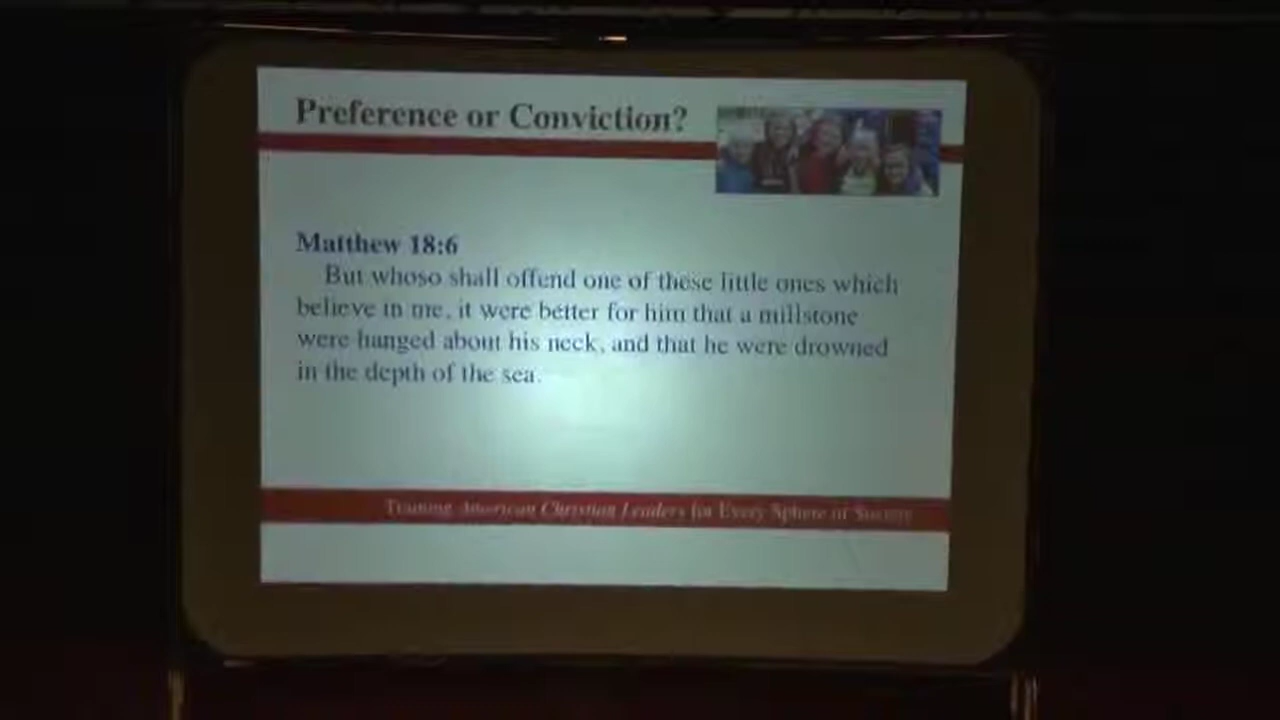 Preference or Conviction?
Matthew 18:6
But whoso shall offend one of these little ones which
believe in me, it were better for him that a millstone
were hanged about his neck, and that he were drowned
in the depth of the sea.
Training American Christian Leaders for Every Sphere of Society